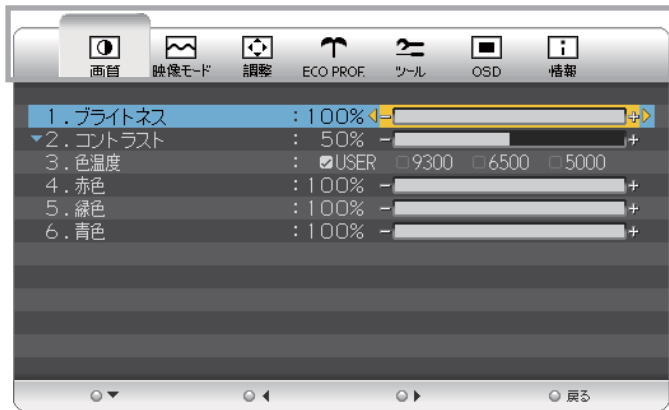 画質 映像モード 調整 ECO PROF. ツール OSD 情報
1.ブライトネス : 100% - +
2.コントラスト : 50% - +
3.色温度 : USER 9300 6500 5000
4.赤色 : 100% - +
5.緑色 : 100% - +
6.青色 : 100% - +
戻る